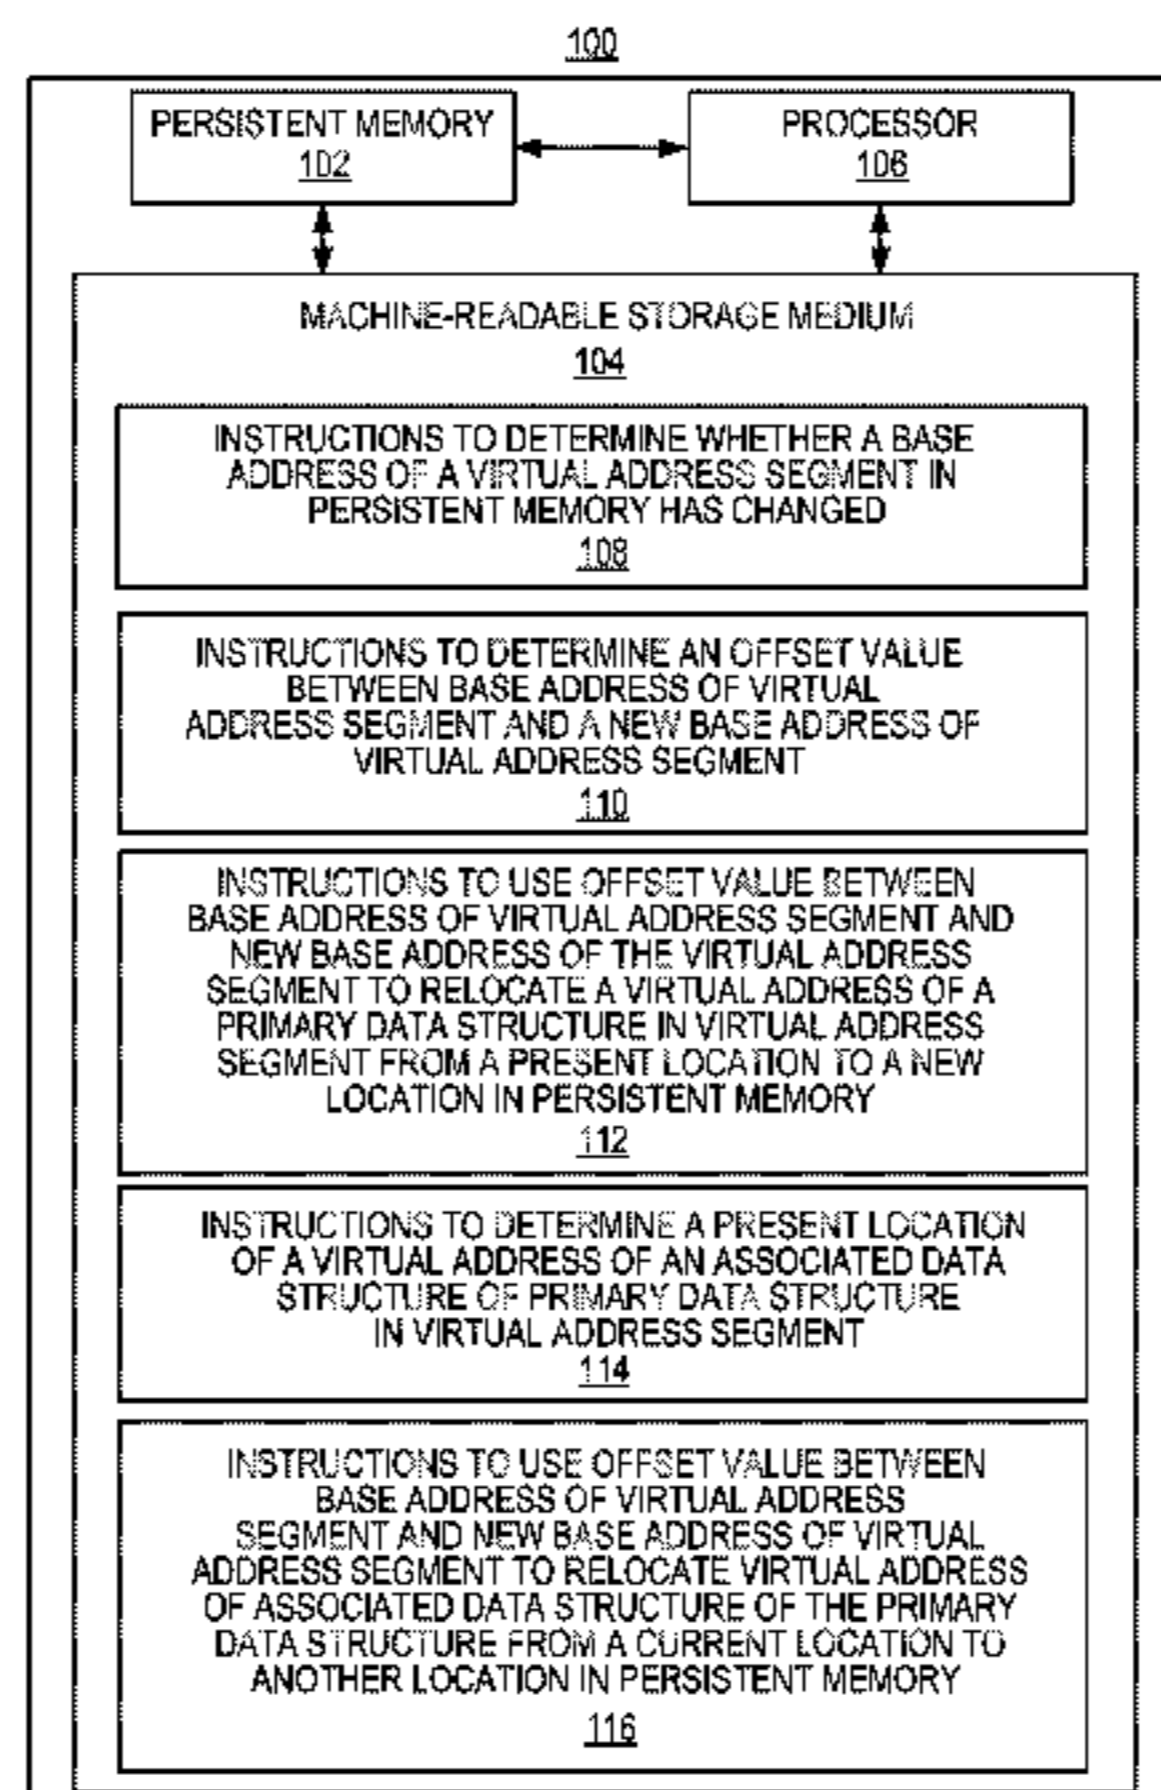 100
PERSISTENT MEMORY
102
PROCESSOR
106
MACHINE-READABLE STORAGE MEDIUM
104
INSTRUCTIONS TO DETERMINE WHETHER A BASE
ADDRESS OF A VIRTUAL ADDRESS SEGMENT IN
PERSISTENT MEMORY HAS CHANGED
108
INSTRUCTIONS TO DETERMINE AN OFFSET VALUE
BETWEEN BASE ADDRESS OF VIRTUAL
ADDRESS SEGMENT AND A NEW BASE ADDRESS OF
VIRTUAL ADDRESS SEGMENT
110
INSTRUCTIONS TO USE OFFSET VALUE BETWEEN
BASE ADDRESS OF VIRTUAL ADDRESS SEGMENT AND
NEW BASE ADDRESS OF THE VIRTUAL ADDRESS
SEGMENT TO RELOCATE A VIRTUAL ADDRESS OF A
PRIMARY DATA STRUCTURE IN VIRTUAL ADDRESS
SEGMENT FROM A PRESENT LOCATION TO A NEW
LOCATION IN PERSISTENT MEMORY
112
INSTRUCTIONS TO DETERMINE A PRESENT LOCATION
OF A VIRTUAL ADDRESS OF AN ASSOCIATED DATA
STRUCTURE OF PRIMARY DATA STRUCTURE
IN VIRTUAL ADDRESS SEGMENT
114
INSTRUCTIONS TO USE OFFSET VALUE BETWEEN
BASE ADDRESS OF VIRTUAL ADDRESS
SEGMENT AND NEW BASE ADDRESS OF VIRTUAL
ADDRESS SEGMENT TO RELOCATE VIRTUAL ADDRESS
OF ASSOCIATED DATA STRUCTURE OF THE PRIMARY
DATA STRUCTURE FROM A CURRENT LOCATION TO
ANOTHER LOCATION IN PERSISTENT MEMORY
116